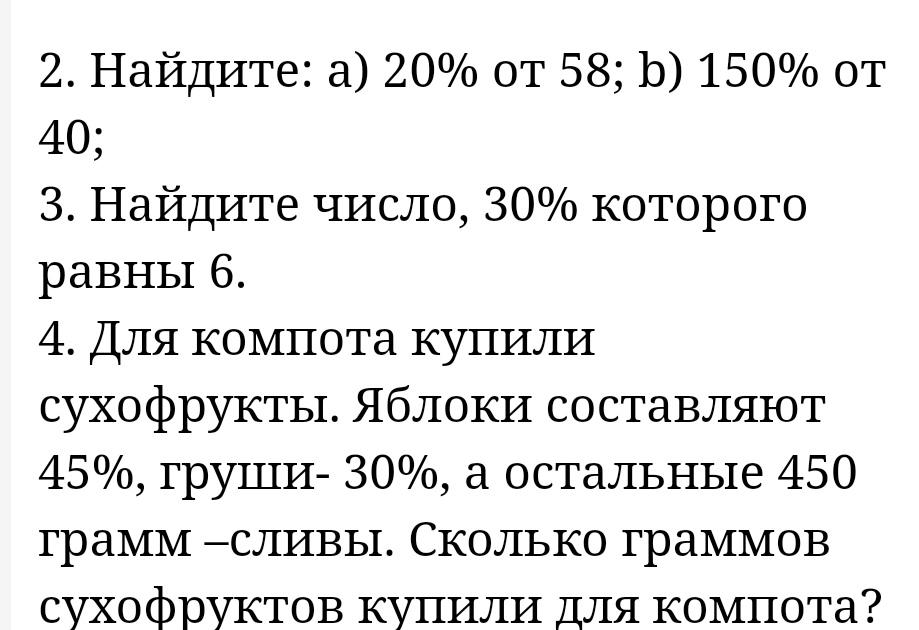 2. Найдите: a) 20% от 58; b) 150% от
40;
3. Найдите число, 30% которого
равны 6.
4. Для компота купили
сухофрукты. Яблоки составляют
45%, груши- 30%, а остальные 450
грамм –сливы. Сколько граммов
сухофруктов купили для компота?